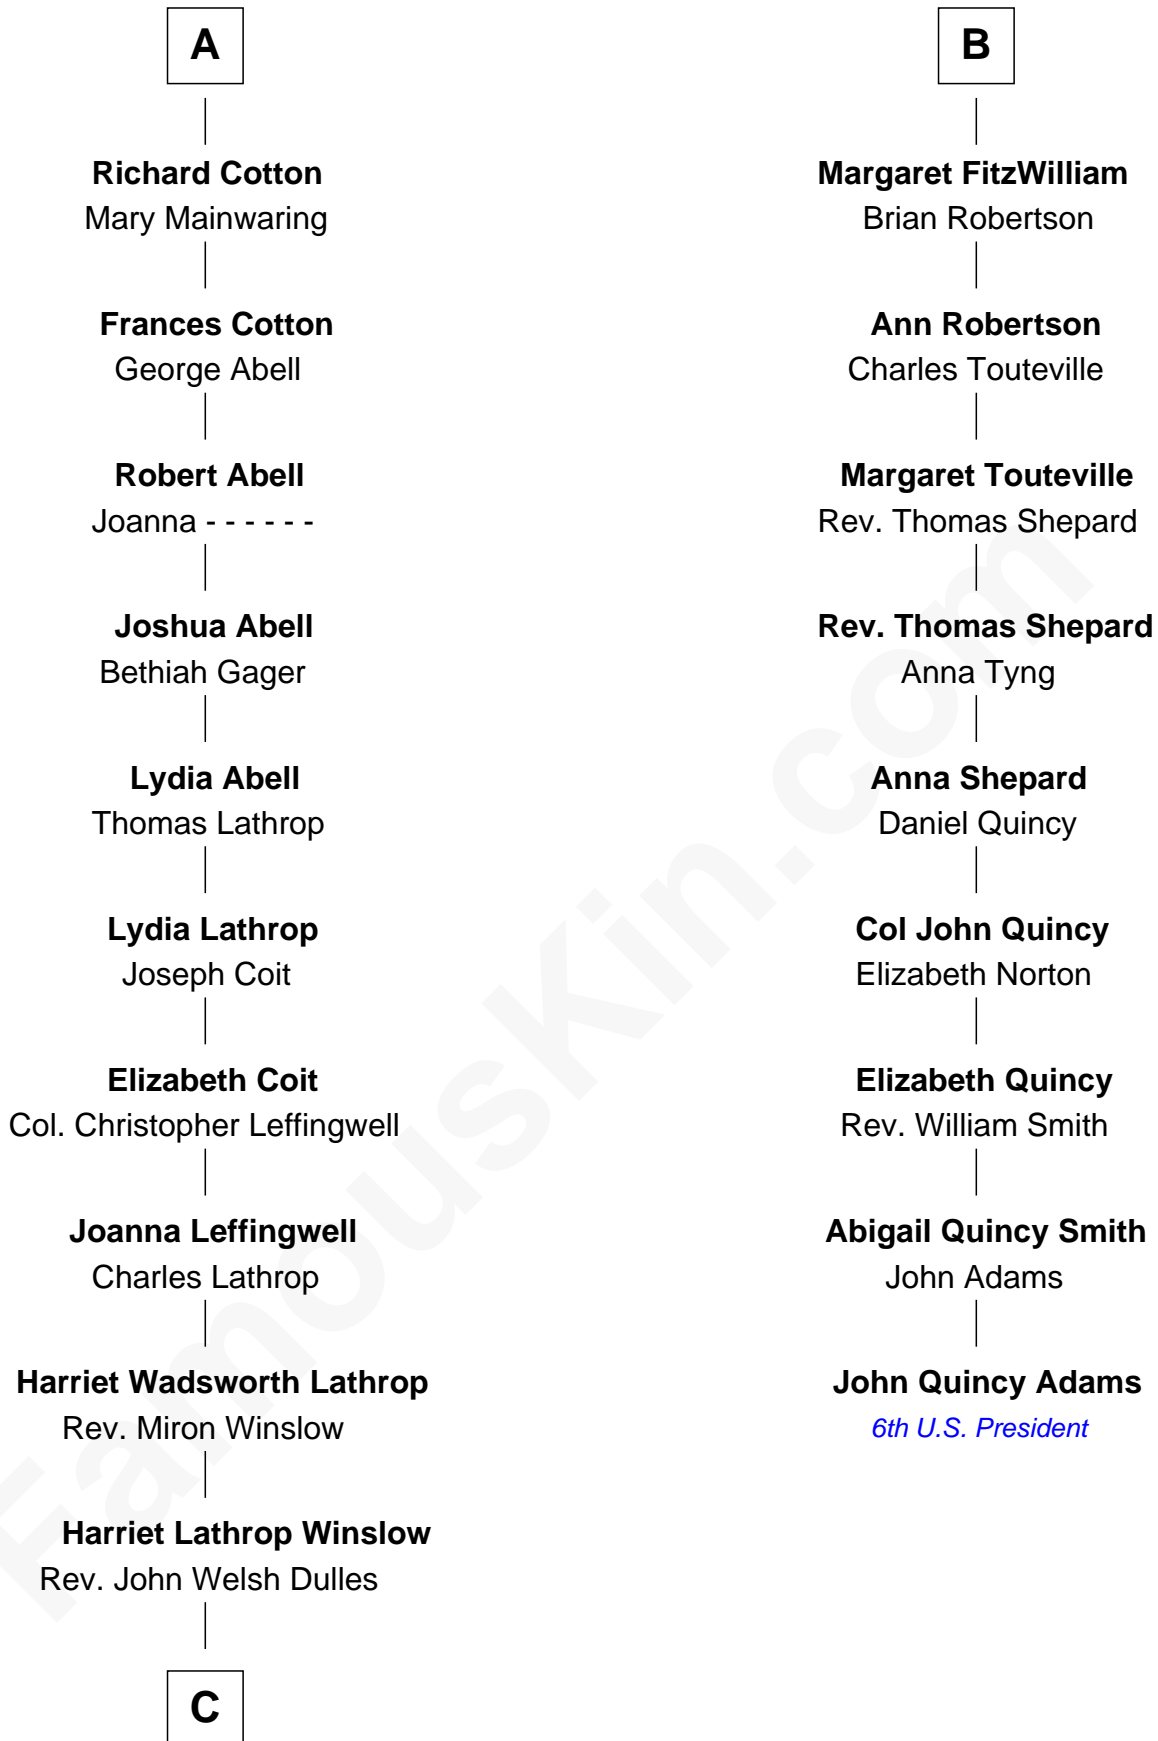 A
Richard Cotton
Mary Mainwaring
Frances Cotton
George Abell
Robert Abell
Joanna - - - - - -
Joshua Abell
Bethiah Gager
Lydia Abell
Thomas Lathrop
Lydia Lathrop
Joseph Coit
Elizabeth Coit
Col. Christopher Leffingwell
Joanna Leffingwell
Charles Lathrop
Harriet Wadsworth Lathrop
Rev. Miron Winslow
Harriet Lathrop Winslow
Rev. John Welsh Dulles
C
B
Margaret FitzWilliam
Brian Robertson
Ann Robertson
Charles Touteville
Margaret Touteville
Rev. Thomas Shepard
Rev. Thomas Shepard
Anna Tyng
Anna Shepard
Daniel Quincy
Col John Quincy
Elizabeth Norton
Elizabeth Quincy
Rev. William Smith
Abigail Quincy Smith
John Adams
John Quincy Adams
6th U.S. President
FamousKin.com